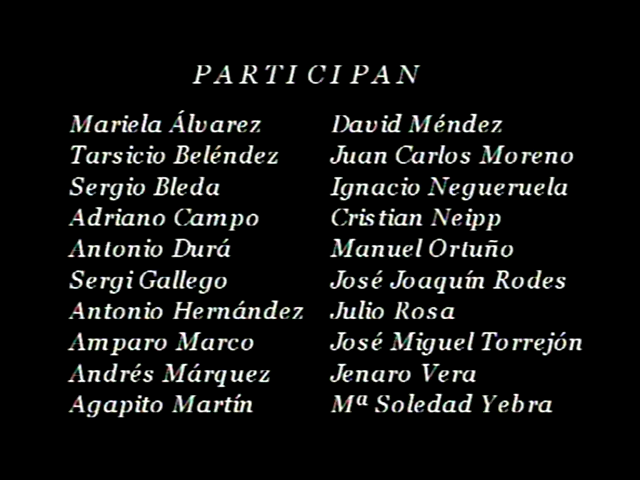 PARTICIPAN
Mariela Álvarez
Tarsicio Beléndez
Sergio Bleda
Adriano Campo
Antonio Durá
Sergi Gallego
Antonio Hernández
Amparo Marco
Andrés Márquez
Agapito Martín
David Méndez
Juan Carlos Moreno
Ignacio Negueruela
Cristian Neipp
Manuel Ortuño
José Joaquín Rodes
Julio Rosa
José Miguel Torrejón
Jenaro Vera
Mª Soledad Yebra